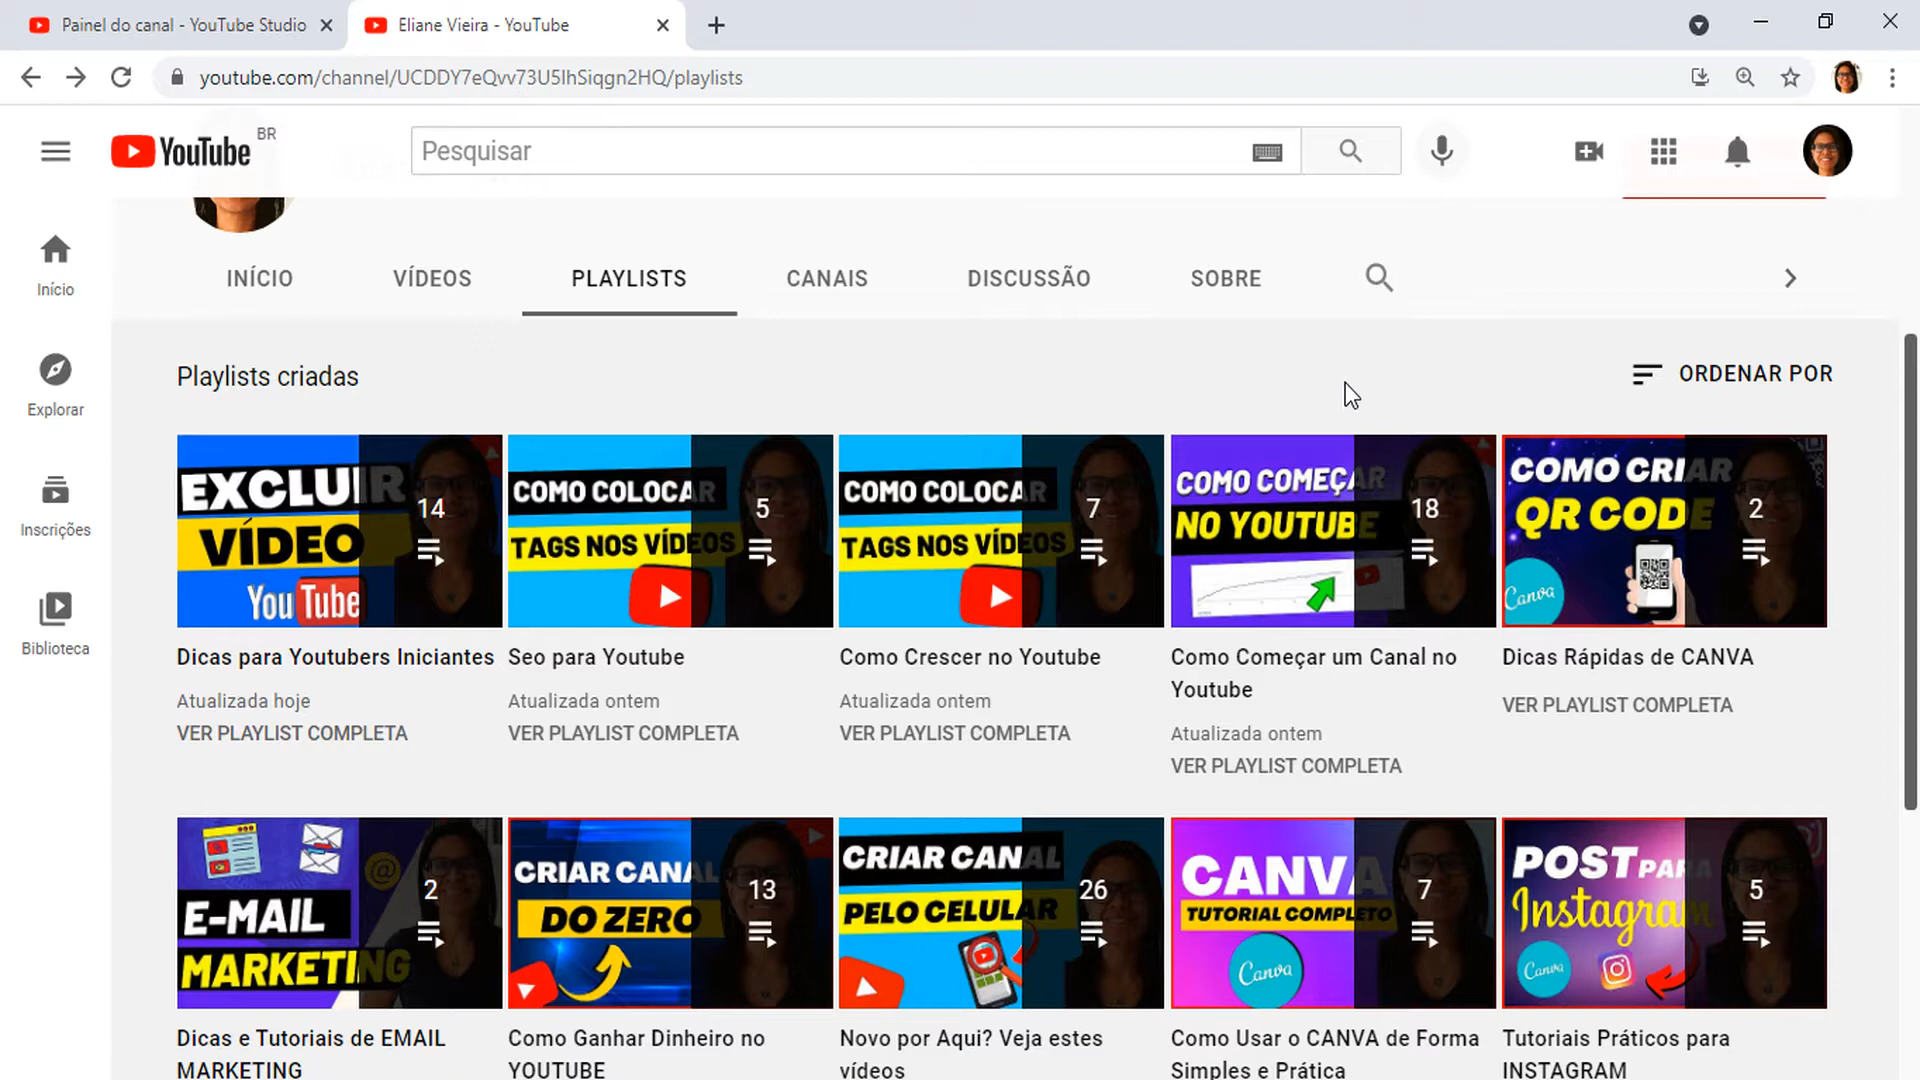 Painel do canal - YouTube Studio
Eliane Vieira - YouTube
youtube.com/channel/UCDDY7eQvv73U5IhSiqgn2HQ/playlists
YouTube BR
Pesquisar
INÍCIO VÍDEOS PLAYLISTS CANAIS DISCUSSÃO SOBRE
Início
Explorar
Inscrições
Biblioteca
Playlists criadas
ORDENAR POR
EXCLUIR
VÍDEO
YouTube
14
Dicas para Youtubers Iniciantes
Atualizada hoje
VER PLAYLIST COMPLETA
COMO COLOCAR
TAGS NOS VÍDEOS
5
Seo para Youtube
Atualizada ontem
VER PLAYLIST COMPLETA
COMO COLOCAR
TAGS NOS VÍDEOS
7
Como Crescer no Youtube
Atualizada ontem
VER PLAYLIST COMPLETA
COMO COMEÇAR
NO YOUTUBE
18
Como Começar um Canal no
Youtube
Atualizada ontem
VER PLAYLIST COMPLETA
COMO CRIAR
QR CODE
Canva
2
Dicas Rápidas de CANVA
VER PLAYLIST COMPLETA
E-MAIL
MARKETING
2
Dicas e Tutoriais de EMAIL
MARKETING
CRIAR CANAL
DO ZERO
13
Como Ganhar Dinheiro no
YOUTUBE
CRIAR CANAL
PELO CELULAR
26
Novo por Aqui? Veja estes
vídeos
CANVA
TUTORIAL COMPLETO
Canva
7
Como Usar o CANVA de Forma
Simples e Prática
POST PARA
Instagram
Canva
5
Tutoriais Práticos para
INSTAGRAM